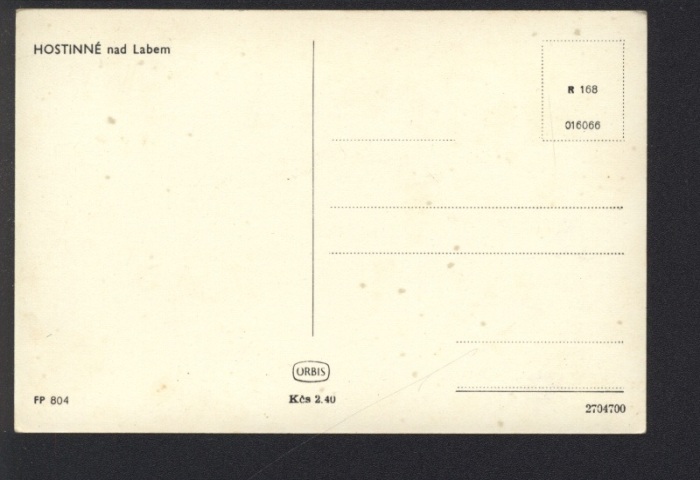 HOSTINNÉ nad Labem
R 168
016066
ORBIS
FP 804
Kčs 2.40
2704700